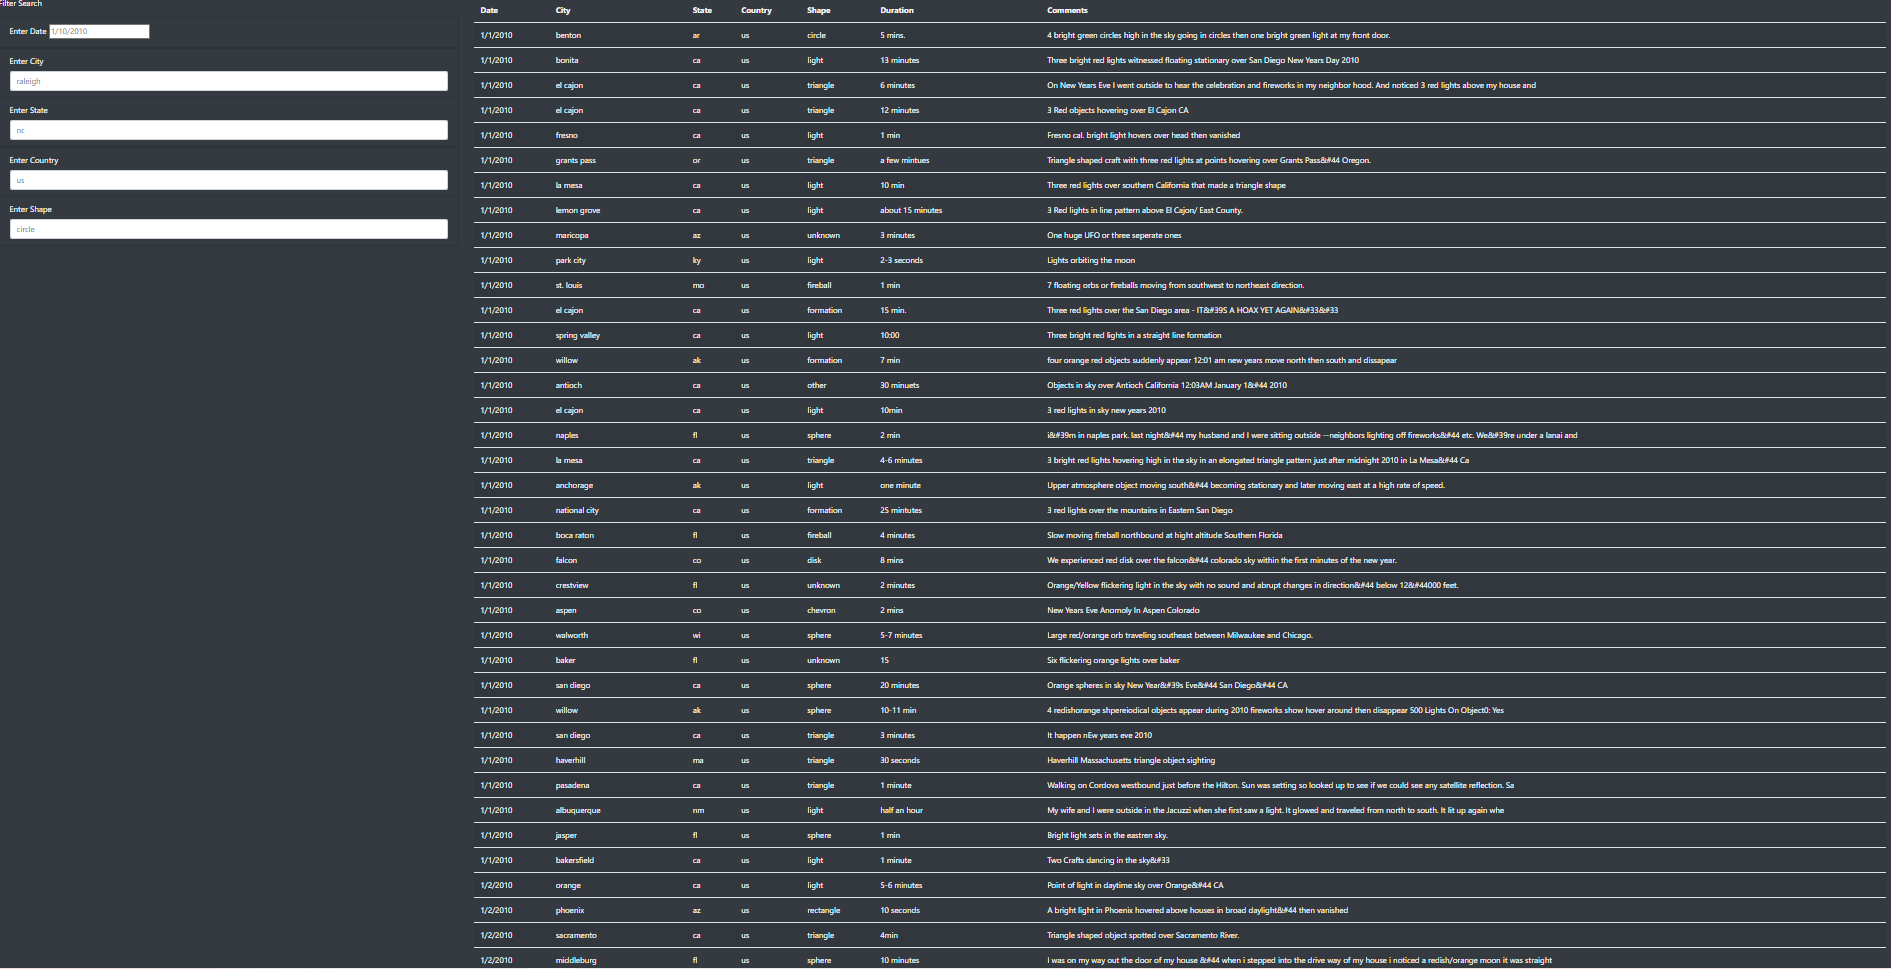 Filter Search
Enter Date 1/10/2010
Enter City
raleigh
Enter State
nc
Enter Country
us
Enter Shape
circle
Date City State Country Shape Duration Comments
1/1/2010 benton ar us circle 5 mins. 4 bright green circles high in the sky going in circles then one bright green light at my front door.
1/1/2010 bonita ca us light 13 minutes Three bright red lights witnessed floating stationary over San Diego New Years Day 2010
1/1/2010 el cajon ca us triangle 6 minutes On New Years Eve I went outside to hear the celebration and fireworks in my neighbor hood. And noticed 3 red lights above my house and
1/1/2010 el cajon ca us triangle 12 minutes 3 Red objects hovering over El Cajon CA
1/1/2010 fresno ca us light 1 min Fresno cal. bright light hovers over head then vanished
1/1/2010 grants pass or us triangle a few mintues Triangle shaped craft with three red lights at points hovering over Grants Pass&#44 Oregon.
1/1/2010 la mesa ca us light 10 min Three red lights over southern California that made a triangle shape
1/1/2010 lemon grove ca us light about 15 minutes 3 Red lights in line pattern above El Cajon/ East County.
1/1/2010 maricopa az us unknown 3 minutes One huge UFO or three seperate ones
1/1/2010 park city ky us light 2-3 seconds Lights orbiting the moon
1/1/2010 st. louis mo us fireball 1 min 7 floating orbs or fireballs moving from southwest to northeast direction.
1/1/2010 el cajon ca us formation 15 min. Three red lights over the San Diego area - IT&#39S A HOAX YET AGAIN&#33&#33
1/1/2010 spring valley ca us light 10:00 Three bright red lights in a straight line formation
1/1/2010 willow ak us formation 7 min four orange red objects suddenly appear 12:01 am new years move north then south and dissapear
1/1/2010 antioch ca us other 30 minuets Objects in sky over Antioch California 12:03AM January 1&#44 2010
1/1/2010 el cajon ca us light 10min 3 red lights in sky new years 2010
1/1/2010 naples fl us sphere 2 min i&#39m in naples park. last night&#44 my husband and I were sitting outside --neighbors lighting off fireworks&#44 etc. We&#39re under a lanai and
1/1/2010 la mesa ca us triangle 4-6 minutes 3 bright red lights hovering high in the sky in an elongated triangle pattern just after midnight 2010 in La Mesa&#44 Ca
1/1/2010 anchorage ak us light one minute Upper atmosphere object moving south&#44 becoming stationary and later moving east at a high rate of speed.
1/1/2010 national city ca us formation 25 mintutes 3 red lights over the mountains in Eastern San Diego
1/1/2010 boca raton fl us fireball 4 minutes Slow moving fireball northbound at hight altitude Southern Florida
1/1/2010 falcon co us disk 8 mins We experienced red disk over the falcon&#44 colorado sky within the first minutes of the new year.
1/1/2010 crestview fl us unknown 2 minutes Orange/Yellow flickering light in the sky with no sound and abrupt changes in direction&#44 below 12&#44000 feet.
1/1/2010 aspen co us chevron 2 mins New Years Eve Anomoly In Aspen Colorado
1/1/2010 walworth wi us sphere 5-7 minutes Large red/orange orb traveling southeast between Milwaukee and Chicago.
1/1/2010 baker fl us unknown 15 Six flickering orange lights over baker
1/1/2010 san diego ca us sphere 20 minutes Orange spheres in sky New Year&#39s Eve&#44 San Diego&#44 CA
1/1/2010 willow ak us sphere 10-11 min 4 redishorange shpereiodical objects appear during 2010 fireworks show hover around then disappear 500 Lights On Object0: Yes
1/1/2010 san diego ca us triangle 3 minutes It happen nEw years eve 2010
1/1/2010 haverhill ma us triangle 30 seconds Haverhill Massachusetts triangle object sighting
1/1/2010 pasadena ca us triangle 1 minute Walking on Cordova westbound just before the Hilton. Sun was setting so looked up to see if we could see any satellite reflection. Sa
1/1/2010 albuquerque nm us light half an hour My wife and I were outside in the Jacuzzi when she first saw a light. It glowed and traveled from north to south. It lit up again whe
1/1/2010 jasper fl us sphere 1 min Bright light sets in the eastren sky.
1/1/2010 bakersfield ca us light 1 minute Two Crafts dancing in the sky&#33
1/2/2010 orange ca us light 5-6 minutes Point of light in daytime sky over Orange&#44 CA
1/2/2010 phoenix az us rectangle 10 seconds A bright light in Phoenix hovered above houses in broad daylight&#44 then vanished
1/2/2010 sacramento ca us triangle 4min Triangle shaped object spotted over Sacramento River.
1/2/2010 middleburg fl us sphere 10 minutes I was on my way out the door of my house &#44 when i stepped into the drive way of my house i noticed a redish/orange moon it was straight